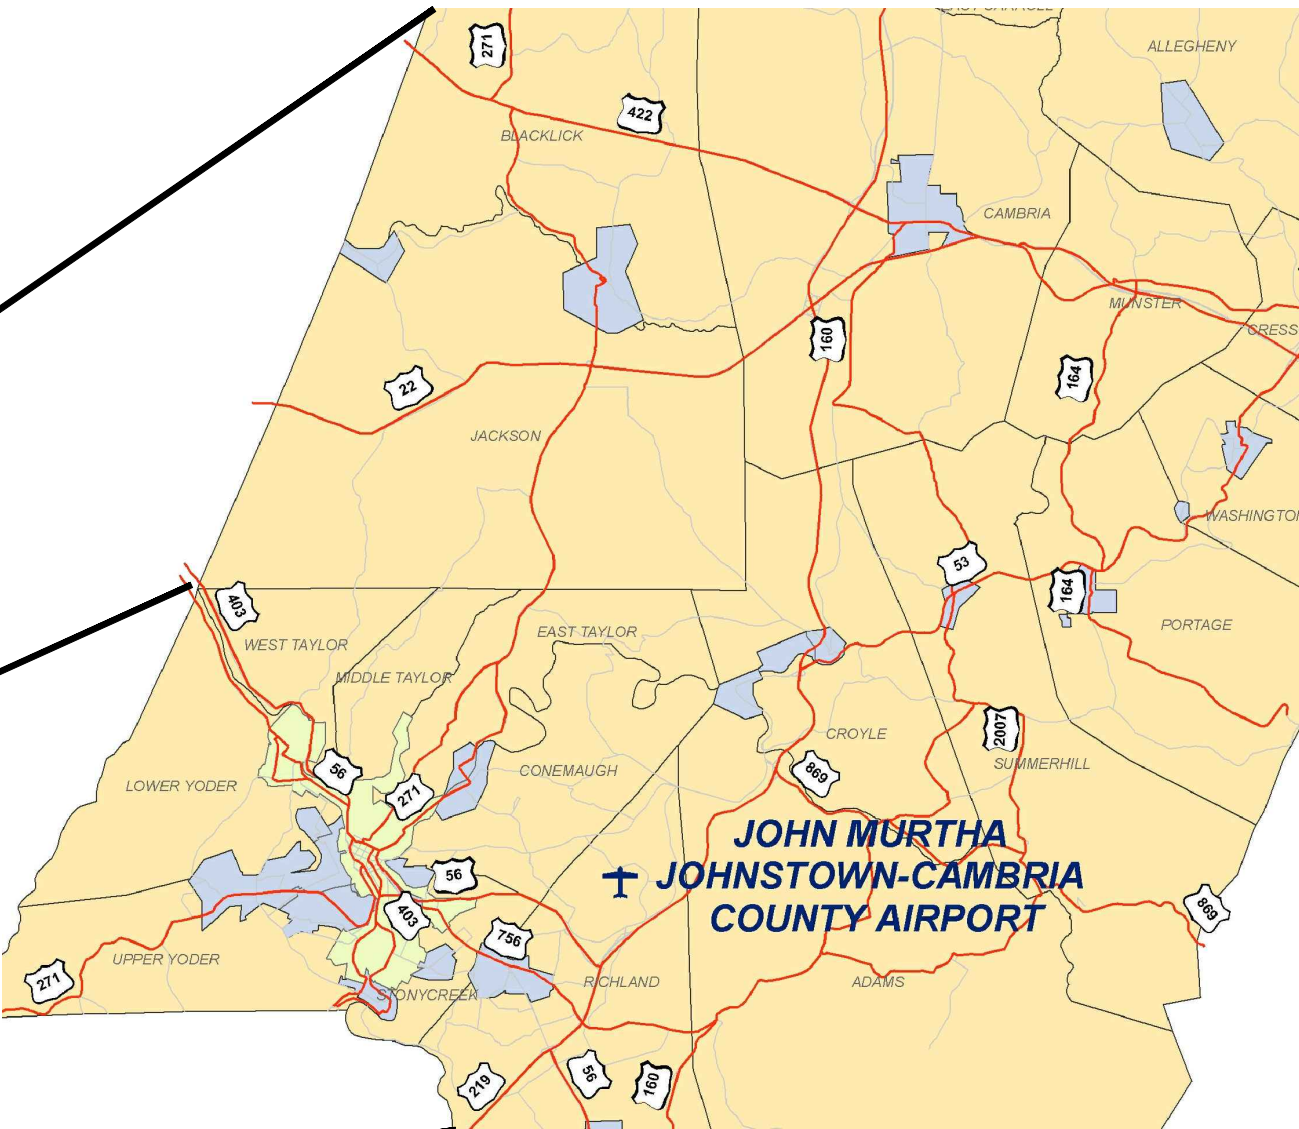 EAST CARROLL
271
ALLEGHENY
422
BLACKLICK
CAMBRIA
MUNSTER
CRESS
160
164
22
JACKSON
WASHINGTO
53
164
403
PORTAGE
EAST TAYLOR
WEST TAYLOR
MIDDLE TAYLOR
2007
CROYLE
SUMMERHILL
56
CONEMAUGH
869
LOWER YODER
271
JOHN MURTHA
JOHNSTOWN-CAMBRIA
COUNTY AIRPORT
56
403
869
756
UPPER YODER
271
STONYCREEK
RICHLAND
ADAMS
219
56
160